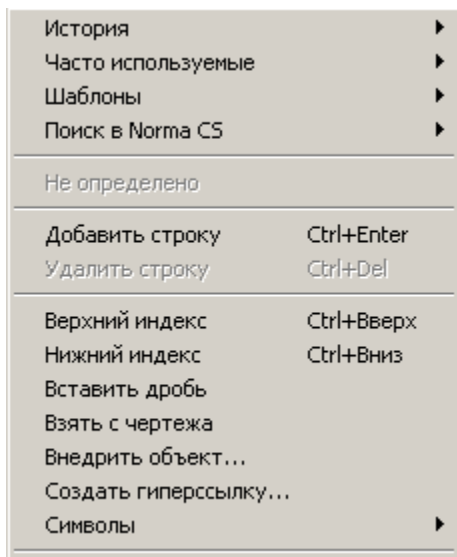 История
Часто используемые
Шаблоны
Поиск в Norma CS
Не определено
Добавить строку Ctrl+Enter
Удалить строку Ctrl+Del
Верхний индекс Ctrl+Вверх
Нижний индекс Ctrl+Вниз
Вставить дробь
Взять с чертежа
Внедрить объект...
Создать гиперссылку...
Символы